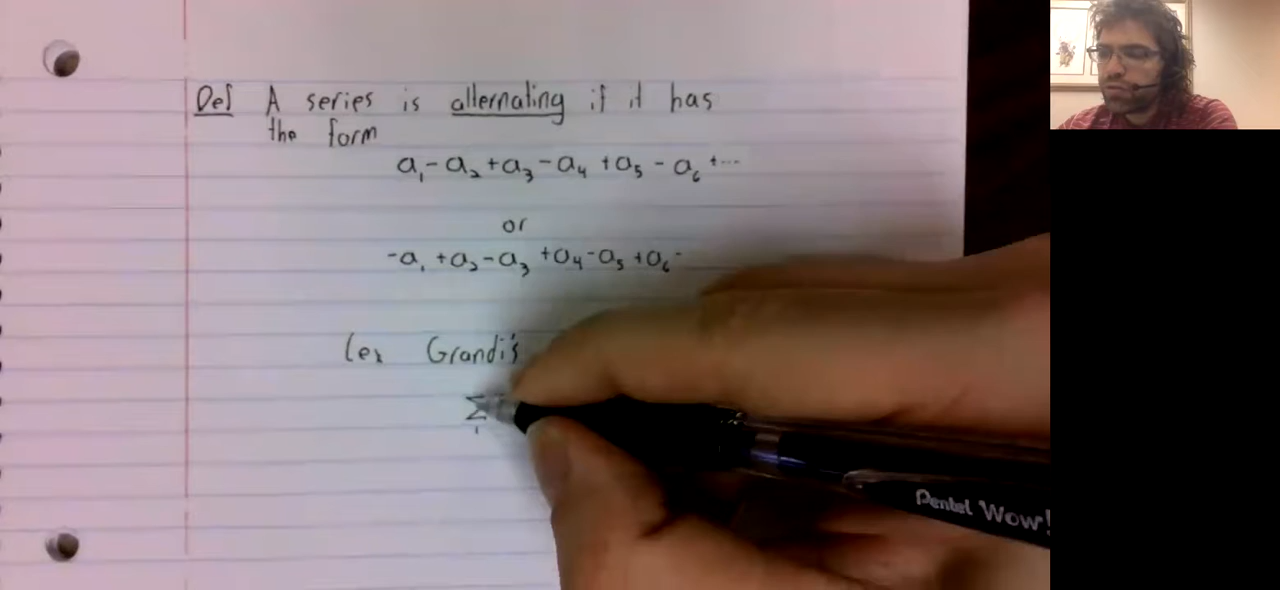 Def A series is alternating if it has
the form
a₁ - a₂ + a₃ - a₄ + a₅ - a₆ + ...
or
-a₁ + a₂ - a₃ + a₄ - a₅ + a₆ -
(ex Grandi's
Σ
Pentel Wow!